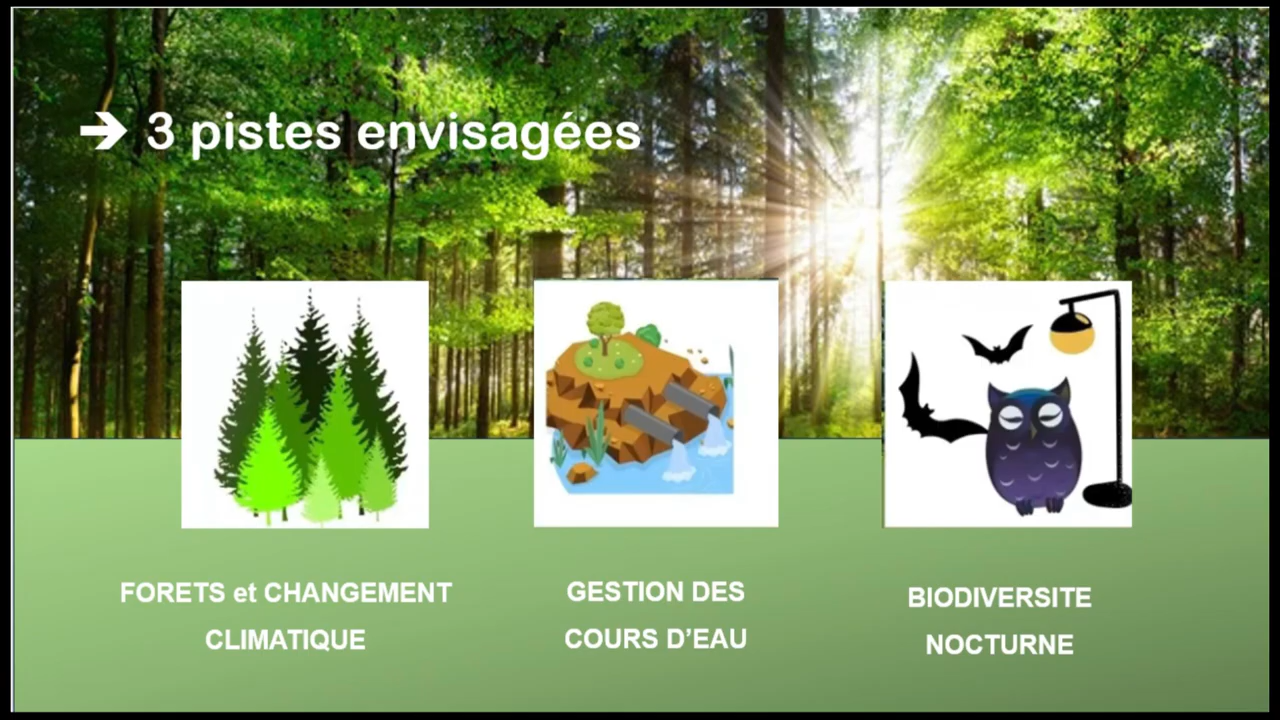 ➔ 3 pistes envisagées
FORETS et CHANGEMENT
CLIMATIQUE
GESTION DES
COURS D’EAU
BIODIVERSITE
NOCTURNE